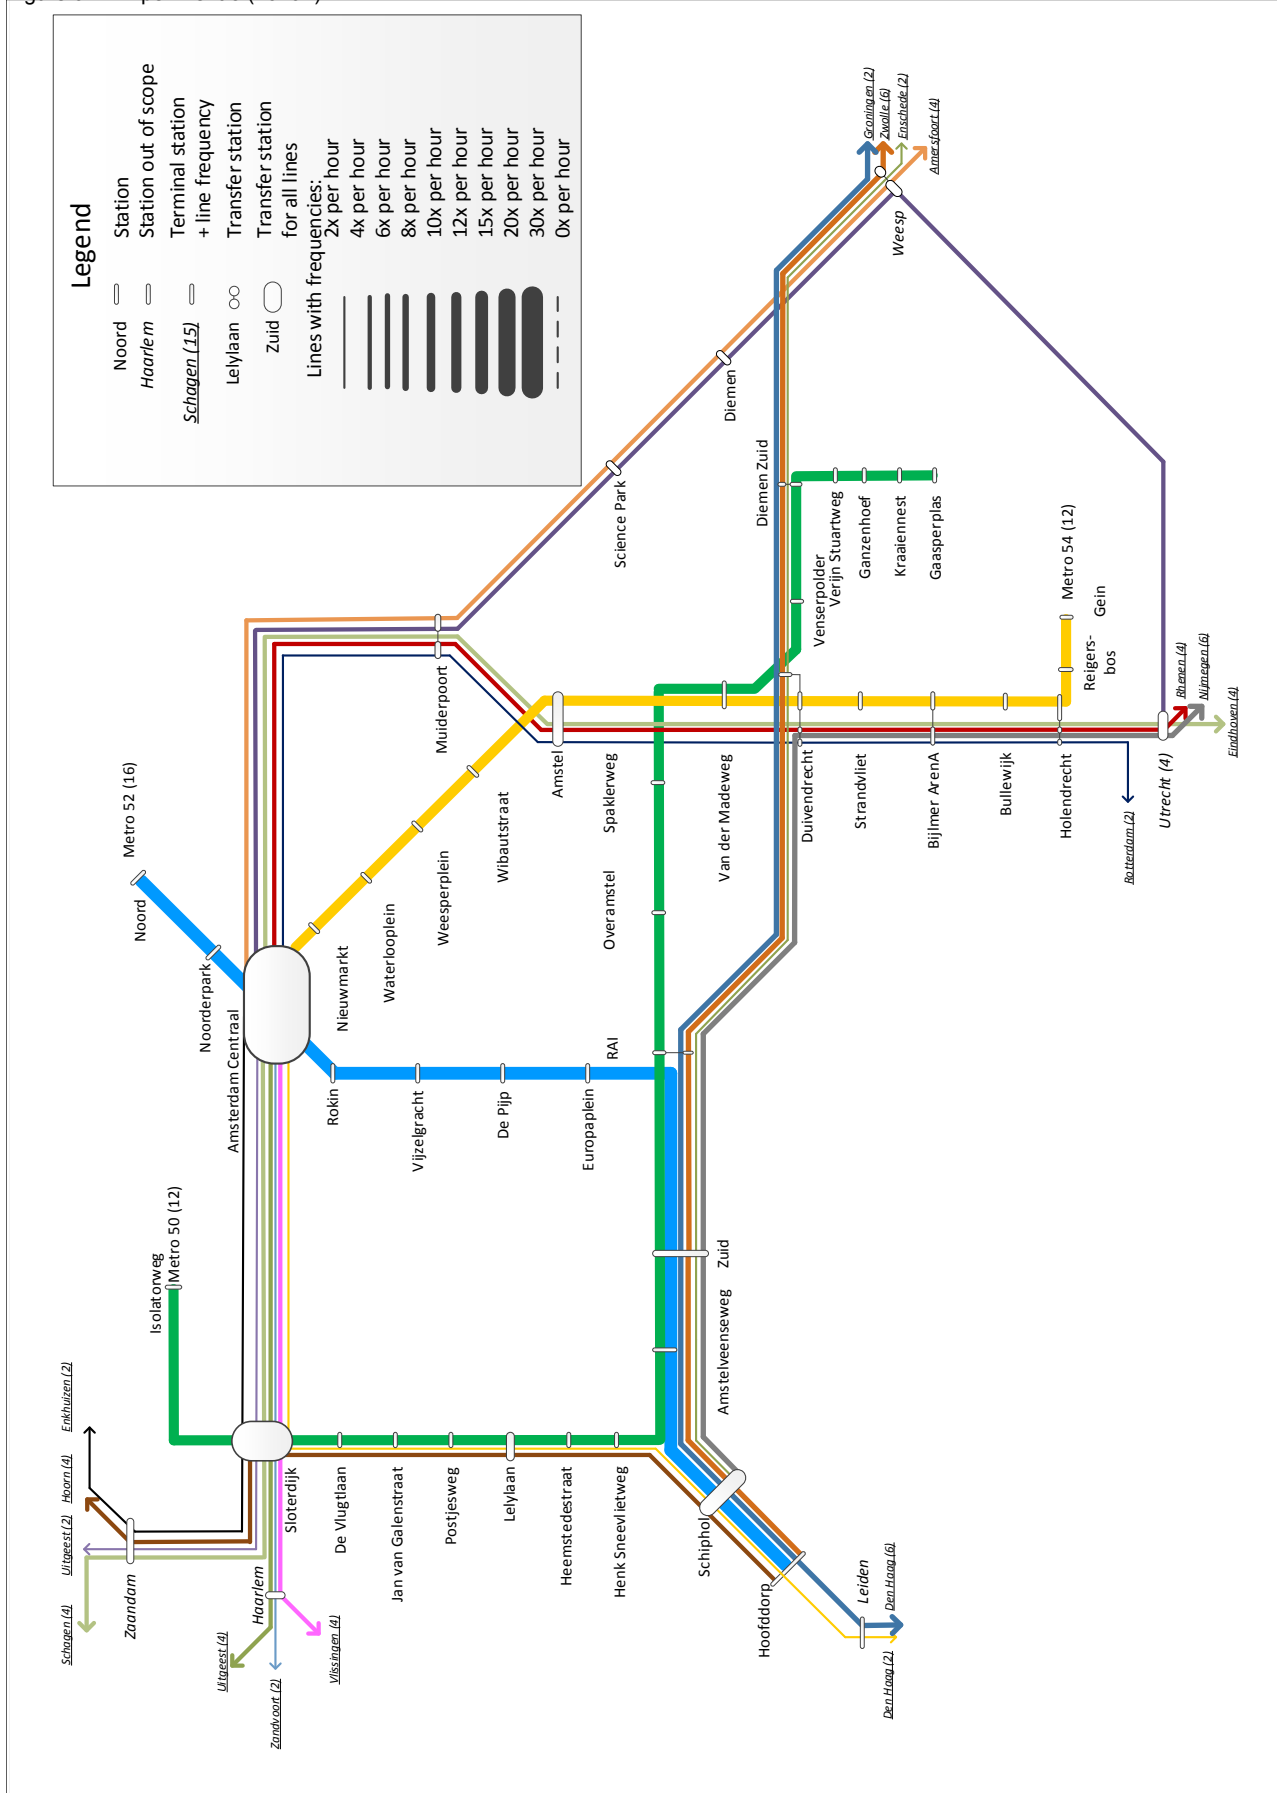 Legend
Noord
Station
Haarlem
Station out of scope
Schagen (15)
Terminal station
+ line frequency
Lelylaan
Transfer station
Zuid
Transfer station
for all lines
Lines with frequencies:
2x per hour
4x per hour
6x per hour
8x per hour
10x per hour
12x per hour
15x per hour
20x per hour
30x per hour
0x per hour
Schagen (4)
Uitgeest (2)
Hoorn (4)
Enkhuizen (2)
Zaandam
Isolatorweg
Metro 50 (12)
Metro 52 (16)
Noord
Noorderpark
Amsterdam Centraal
Uitgeest (4)
Zandvoort (2)
Vlissingen (4)
Haarlem
Sloterdijk
De Vlugtlaan
Jan van Galenstraat
Postjesweg
Lelylaan
Heemstedestraat
Henk Sneevlietweg
Schiphol
Hoofddorp
Leiden
Den Haag (6)
Den Haag (2)
Amstelveenseweg
Zuid
Rokin
Vijzelgracht
De Pijp
Europaplein
RAI
Overamstel
Spaklerweg
Nieuwmarkt
Waterlooplein
Weesperplein
Wibautstraat
Amstel
Muiderpoort
Science Park
Diemen
Weesp
Groningen (2)
Zwolle (6)
Enschede (2)
Amersfoort (4)
Diemen Zuid
Venserpolder
Verijn Stuartweg
Ganzenhoef
Kraaiennest
Gaasperplas
Van der Madeweg
Duivendrecht
Strandvliet
Bijlmer ArenA
Bullewijk
Holendrecht
Reigers-
bos
Gein
Metro 54 (12)
Rotterdam (2)
Utrecht (4)
Rhenen (4)
Nijmegen (6)
Eindhoven (4)